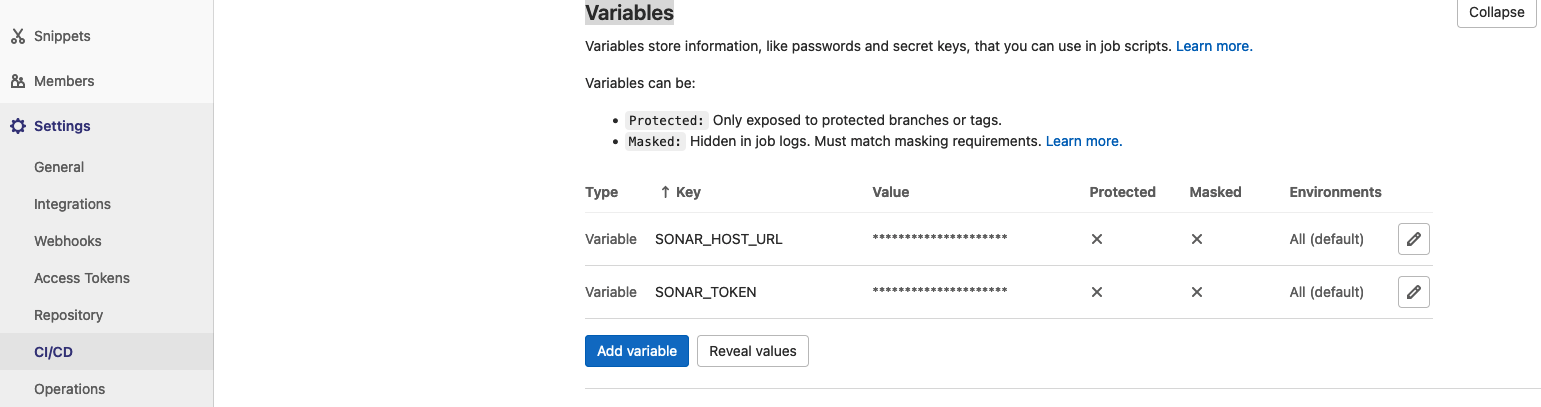 Snippets
Members
Settings
General
Integrations
Webhooks
Access Tokens
Repository
CI/CD
Operations
Variables
Collapse
Variables store information, like passwords and secret keys, that you can use in job scripts. Learn more.
Variables can be:
• Protected: Only exposed to protected branches or tags.
• Masked: Hidden in job logs. Must match masking requirements. Learn more.
Type ↑ Key Value Protected Masked Environments
Variable SONAR_HOST_URL ********************* All (default)
Variable SONAR_TOKEN ********************* All (default)
Add variable Reveal values